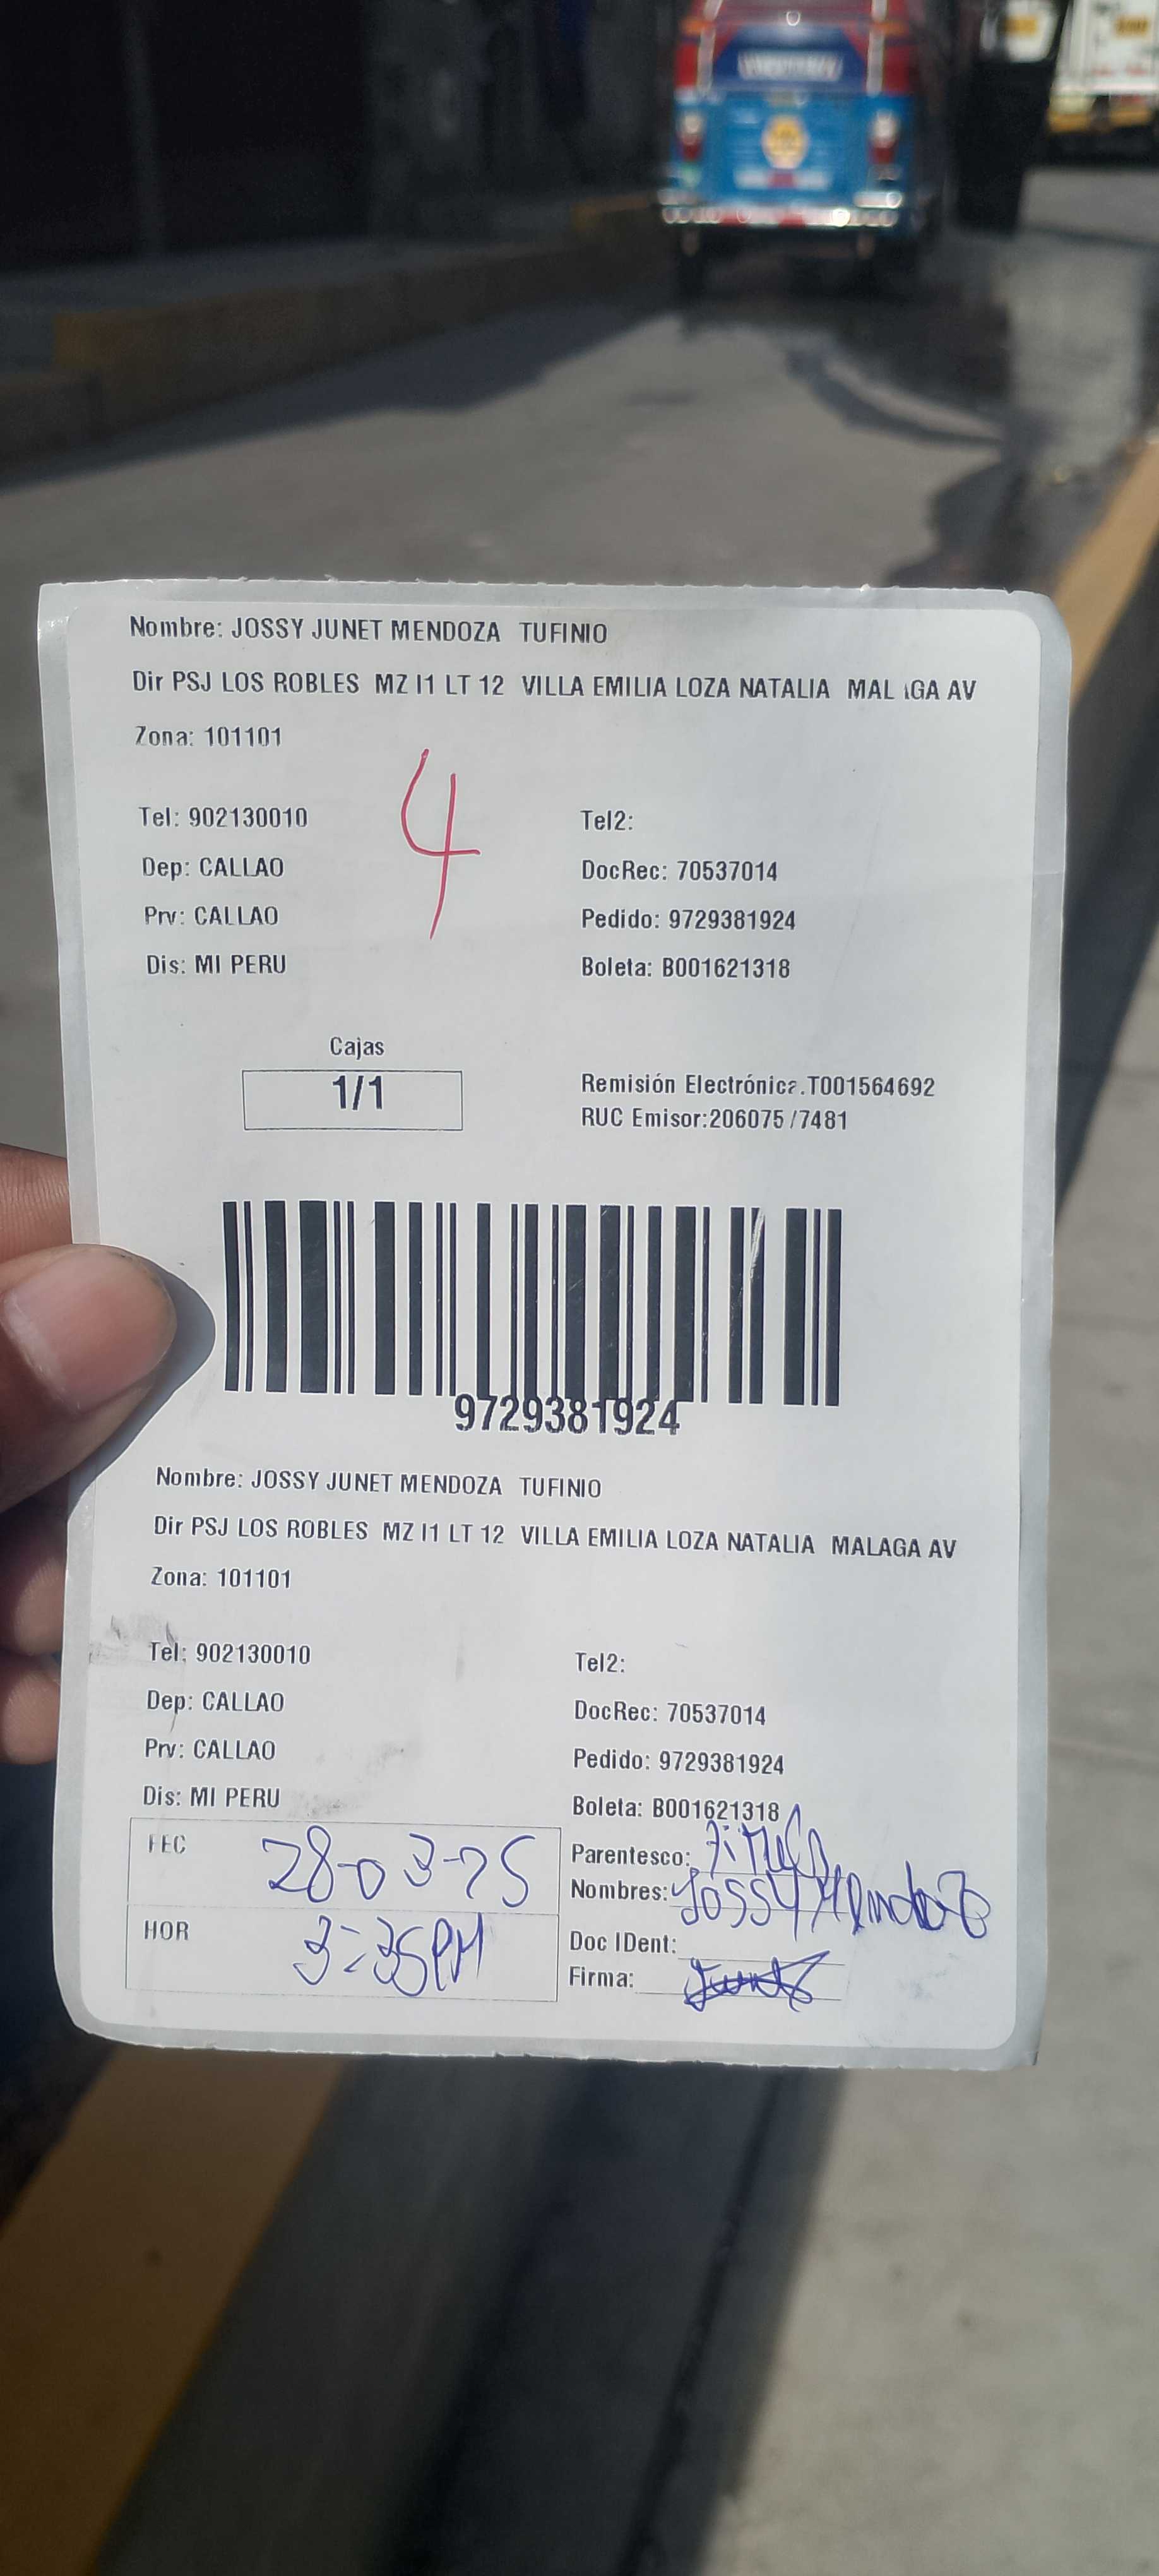 Nombre: JOSSY JUNET MENDOZA TUFINIO
Dir PSJ LOS ROBLES MZ I1 LT 12 VILLA EMILIA LOZA NATALIA MAL AGA AV
Zona: 101101
4
Tel: 902130010 Tel2:
Dep: CALLAO DocRec: 70537014
Prv: CALLAO Pedido: 9729381924
Dis: MI PERU Boleta: B001621318
Cajas
1/1
Remisión Electrónica.T001564692
RUC Emisor:206075 7481
9729381924
Nombre: JOSSY JUNET MENDOZA TUFINIO
Dir PSJ LOS ROBLES MZ I1 LT 12 VILLA EMILIA LOZA NATALIA MALAGA AV
Zona: 101101
Tel: 902130010 Tel2:
Dep: CALLAO DocRec: 70537014
Prv: CALLAO Pedido: 9729381924
Dis: MI PERU Boleta: B001621318
FEC 28-03-25 Parentesco:
Nombres: Jossy Mendoza
HOR 3:35PM Doc IDent:
Firma: